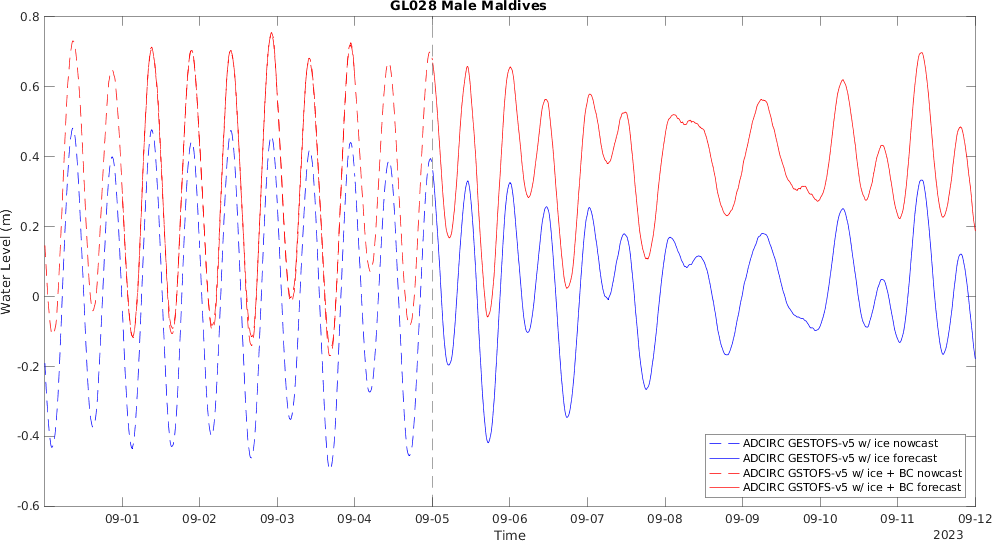 GL028 Male Maldives
0.8
0.6
0.4
0.2
0
-0.2
-0.4
-0.6
Water Level (m)
09-01 09-02 09-03 09-04 09-05 09-06 09-07 09-08 09-09 09-10 09-11 09-12
Time
2023
ADCIRC GESTOFS-v5 w/ ice nowcast
ADCIRC GESTOFS-v5 w/ ice forecast
ADCIRC GSTOFS-v5 w/ ice + BC nowcast
ADCIRC GSTOFS-v5 w/ ice + BC forecast